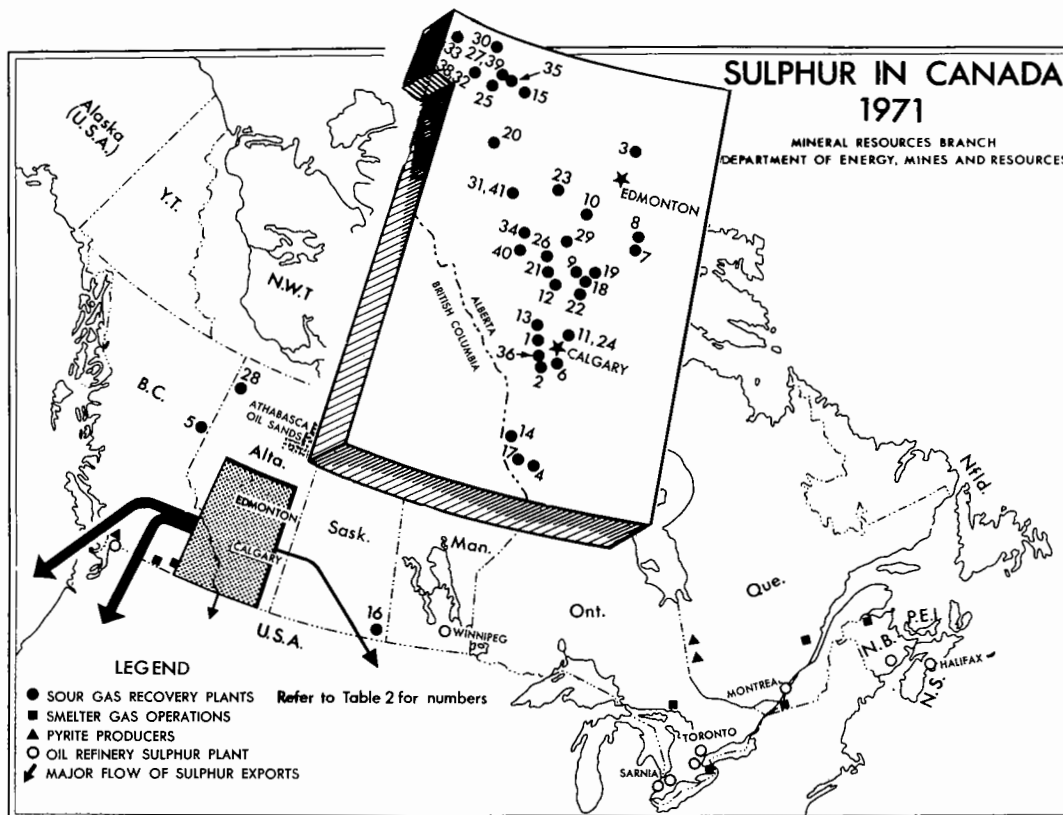 SULPHUR IN CANADA
1971
MINERAL RESOURCES BRANCH
DEPARTMENT OF ENERGY, MINES AND RESOURCES
Alaska
(U.S.A.)
Y.T.
N.W.T
B.C.
28
5
ATHABASCA
OIL SANDS
Alta.
EDMONTON
CALGARY
Sask.
Man.
16
WINNIPEG
U.S.A.
Ont.
Que.
Nfld.
P.E.I.
N.B.
HALIFAX
N.S.
MONTREA
TORONTO
SARNIA
30
33
27, 39
35
38, 32
25
15
20
3
EDMONTON
31, 41
23
10
8
7
34
26
29
40
9
19
21
18
12
22
13
11, 24
1
CALGARY
36
2
6
ALBERTA
BRITISH COLUMBIA
14
17
4
LEGEND
SOUR GAS RECOVERY PLANTS Refer to Table 2 for numbers
SMELTER GAS OPERATIONS
PYRITE PRODUCERS
OIL REFINERY SULPHUR PLANT
MAJOR FLOW OF SULPHUR EXPORTS